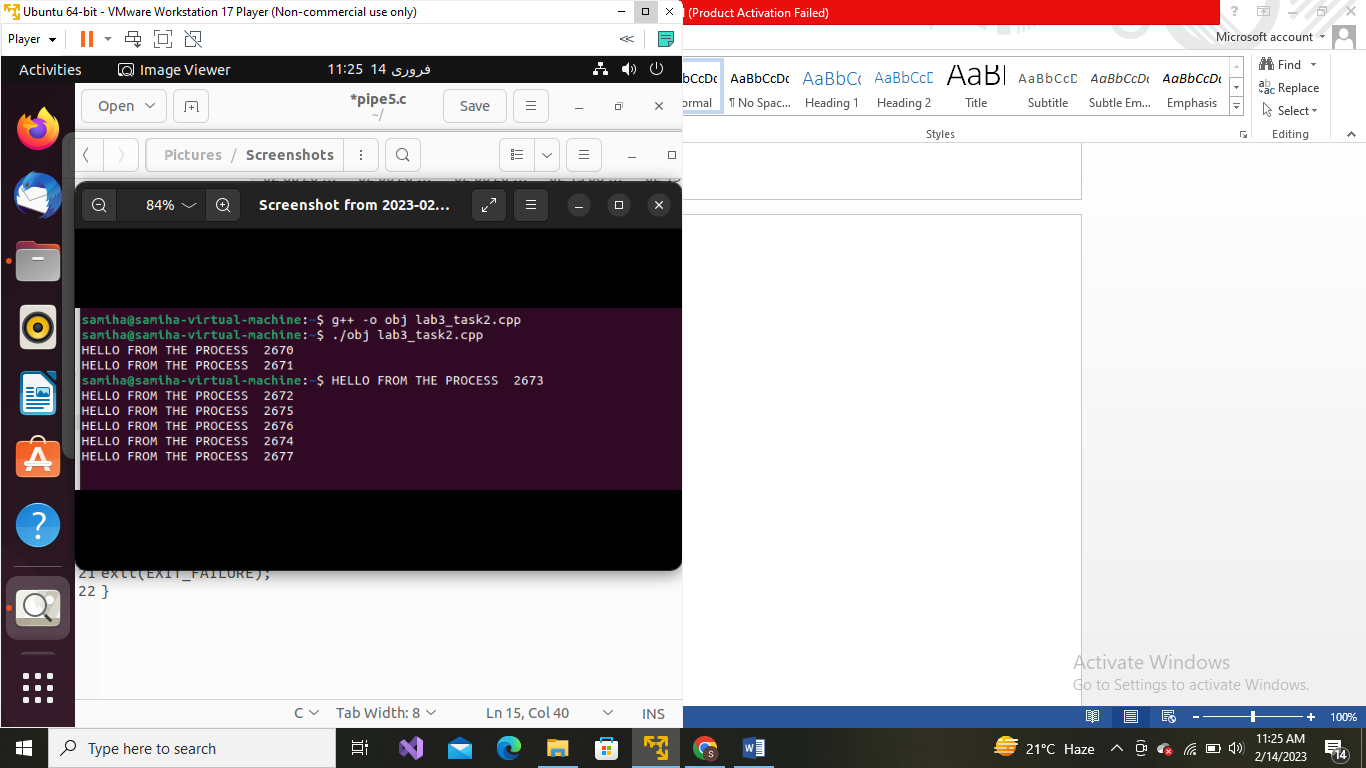 Ubuntu 64-bit - VMware Workstation 17 Player (Non-commercial use only)
(Product Activation Failed)
Player
Microsoft account
Activities
Image Viewer
11:25 14 فروری
Open
*pipe5.c
~/
Save
Pictures / Screenshots
84%
Screenshot from 2023-02...
samiha@samiha-virtual-machine:~$ g++ -o obj lab3_task2.cpp
samiha@samiha-virtual-machine:~$ ./obj lab3_task2.cpp
HELLO FROM THE PROCESS  2670
HELLO FROM THE PROCESS  2671
samiha@samiha-virtual-machine:~$ HELLO FROM THE PROCESS  2673
HELLO FROM THE PROCESS  2672
HELLO FROM THE PROCESS  2675
HELLO FROM THE PROCESS  2676
HELLO FROM THE PROCESS  2674
HELLO FROM THE PROCESS  2677
21 exit(EXIT_FAILURE);
22 }
C
Tab Width: 8
Ln 15, Col 40
INS
AaBbCcDc
AaBbCc
AaBbCcD
AaB
AaBbCcD
AaBbCcDc
AaBbCcDc
¶ No Spac...
Heading 1
Heading 2
Title
Subtitle
Subtle Em...
Emphasis
Styles
Find
Replace
Select
Editing
Activate Windows
Go to Settings to activate Windows.
100%
Type here to search
21°C Haze
11:25 AM
2/14/2023
14